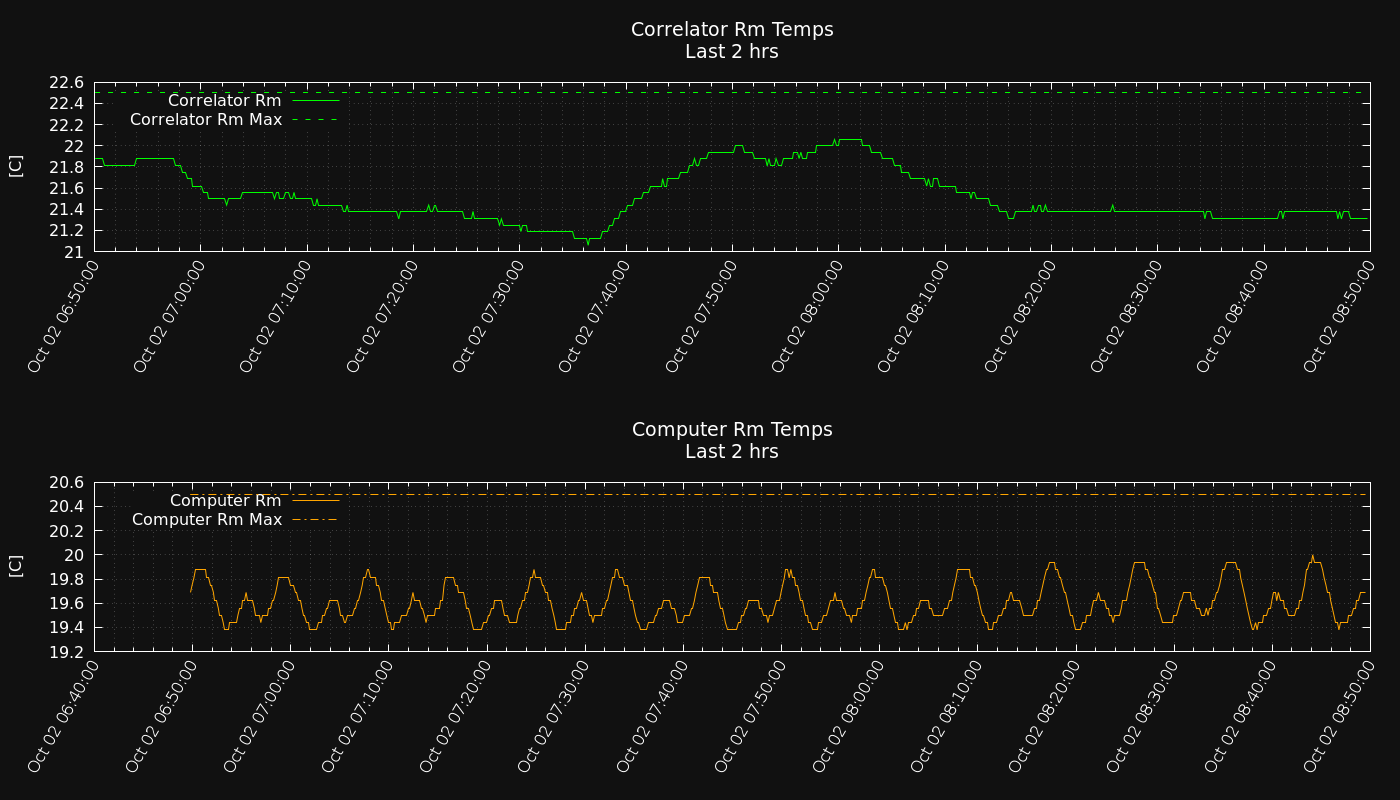 Correlator Rm Temps
Last 2 hrs
22.6
22.4
22.2
22
21.8
21.6
21.4
21.2
21
[C]
Correlator Rm
Correlator Rm Max
Oct 02 06:50:00
Oct 02 07:00:00
Oct 02 07:10:00
Oct 02 07:20:00
Oct 02 07:30:00
Oct 02 07:40:00
Oct 02 07:50:00
Oct 02 08:00:00
Oct 02 08:10:00
Oct 02 08:20:00
Oct 02 08:30:00
Oct 02 08:40:00
Oct 02 08:50:00
Computer Rm Temps
Last 2 hrs
20.6
20.4
20.2
20
19.8
19.6
19.4
19.2
[C]
Computer Rm
Computer Rm Max
Oct 02 06:40:00
Oct 02 06:50:00
Oct 02 07:00:00
Oct 02 07:10:00
Oct 02 07:20:00
Oct 02 07:30:00
Oct 02 07:40:00
Oct 02 07:50:00
Oct 02 08:00:00
Oct 02 08:10:00
Oct 02 08:20:00
Oct 02 08:30:00
Oct 02 08:40:00
Oct 02 08:50:00